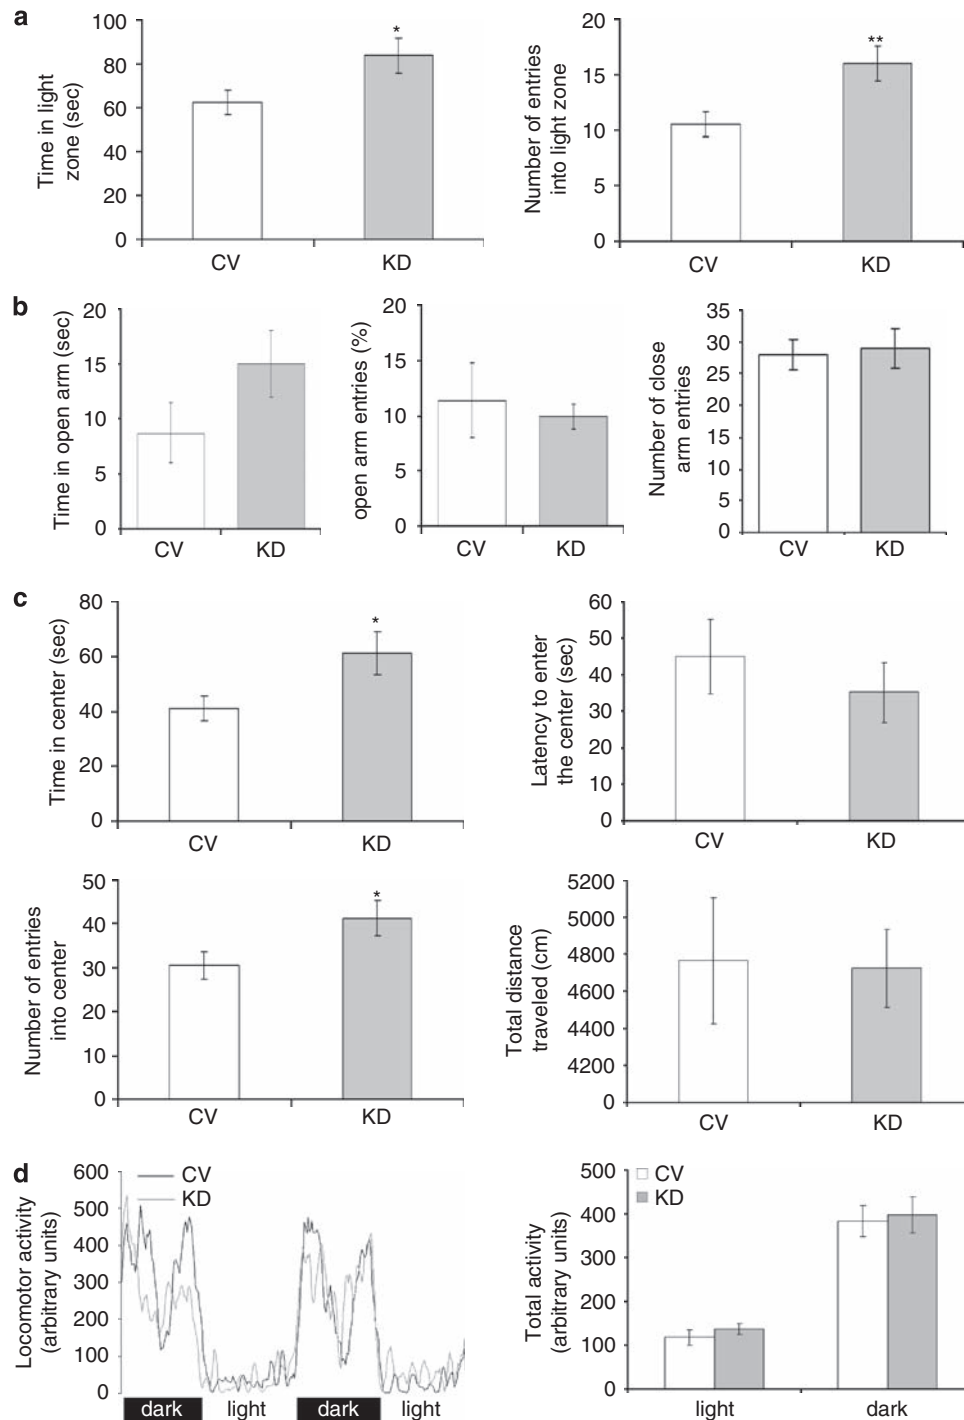 a
100
80
60
40
20
0
Time in light
zone (sec)
*
CV
KD
20
15
10
5
0
Number of entries
into light zone
**
CV
KD
b
20
15
10
5
0
Time in open arm (sec)
CV
KD
20
15
10
5
0
open arm entries (%)
CV
KD
35
30
25
20
15
10
5
0
Number of close
arm entries
CV
KD
c
80
60
40
20
0
Time in center (sec)
*
CV
KD
60
50
40
30
20
10
0
Latency to enter
the center (sec)
CV
KD
50
40
30
20
10
0
Number of entries
into center
*
CV
KD
5200
5000
4800
4600
4400
4200
0
Total distance
traveled (cm)
CV
KD
d
600
500
400
300
200
100
0
Locomotor activity
(arbitrary units)
CV
KD
dark
light
dark
light
500
400
300
200
100
0
Total activity
(arbitrary units)
CV
KD
light
dark